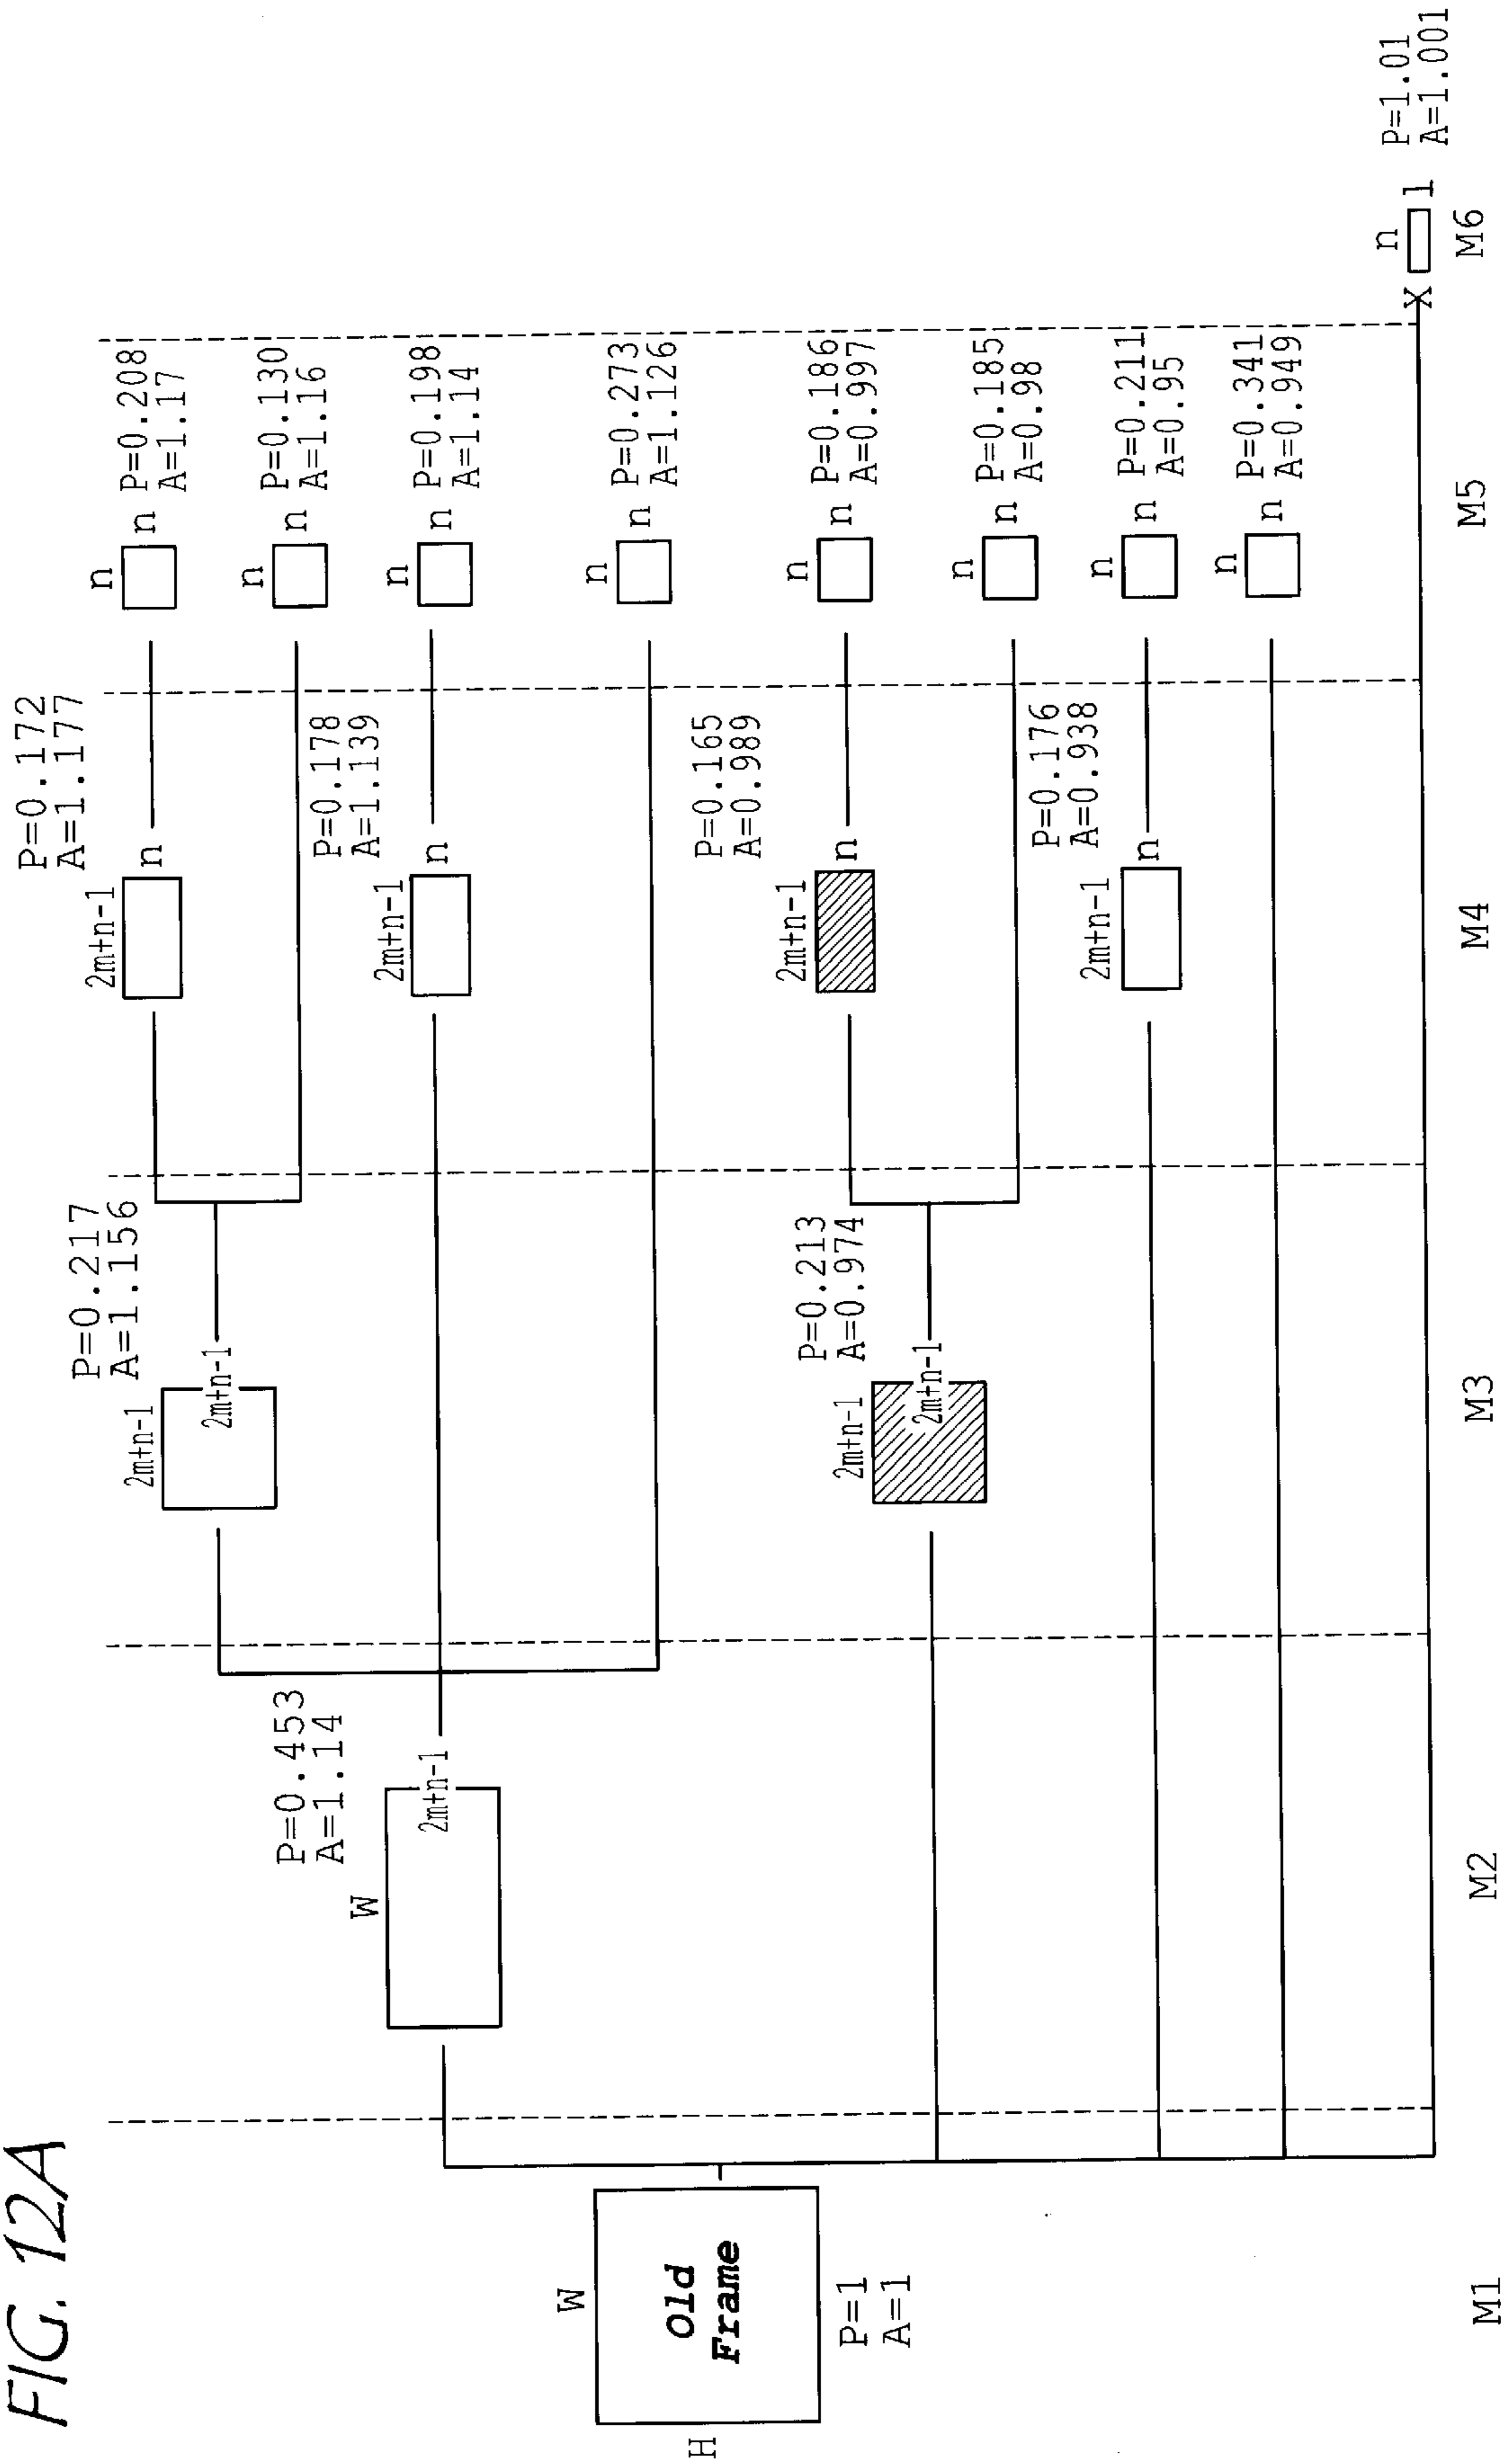 FIG. 12A
H
W
Old
Frame
P=1
A=1
M1
P=0.453
A=1.14
W
2m+n-1
M2
P=0.217
A=1.156
2m+n-1
2m+n-1
P=0.213
A=0.974
2m+n-1
2m+n-1
M3
P=0.172
A=1.177
2m+n-1
n
P=0.178
A=1.139
2m+n-1
n
P=0.165
A=0.989
2m+n-1
n
P=0.176
A=0.938
2m+n-1
n
M4
n
n
P=0.208
A=1.17
n
n
P=0.130
A=1.16
n
n
P=0.198
A=1.14
n
n
P=0.273
A=1.126
n
n
P=0.186
A=0.997
n
n
P=0.185
A=0.98
n
n
P=0.211
A=0.95
n
n
P=0.341
A=0.949
M5
X
n
1
P=1.01
A=1.001
M6